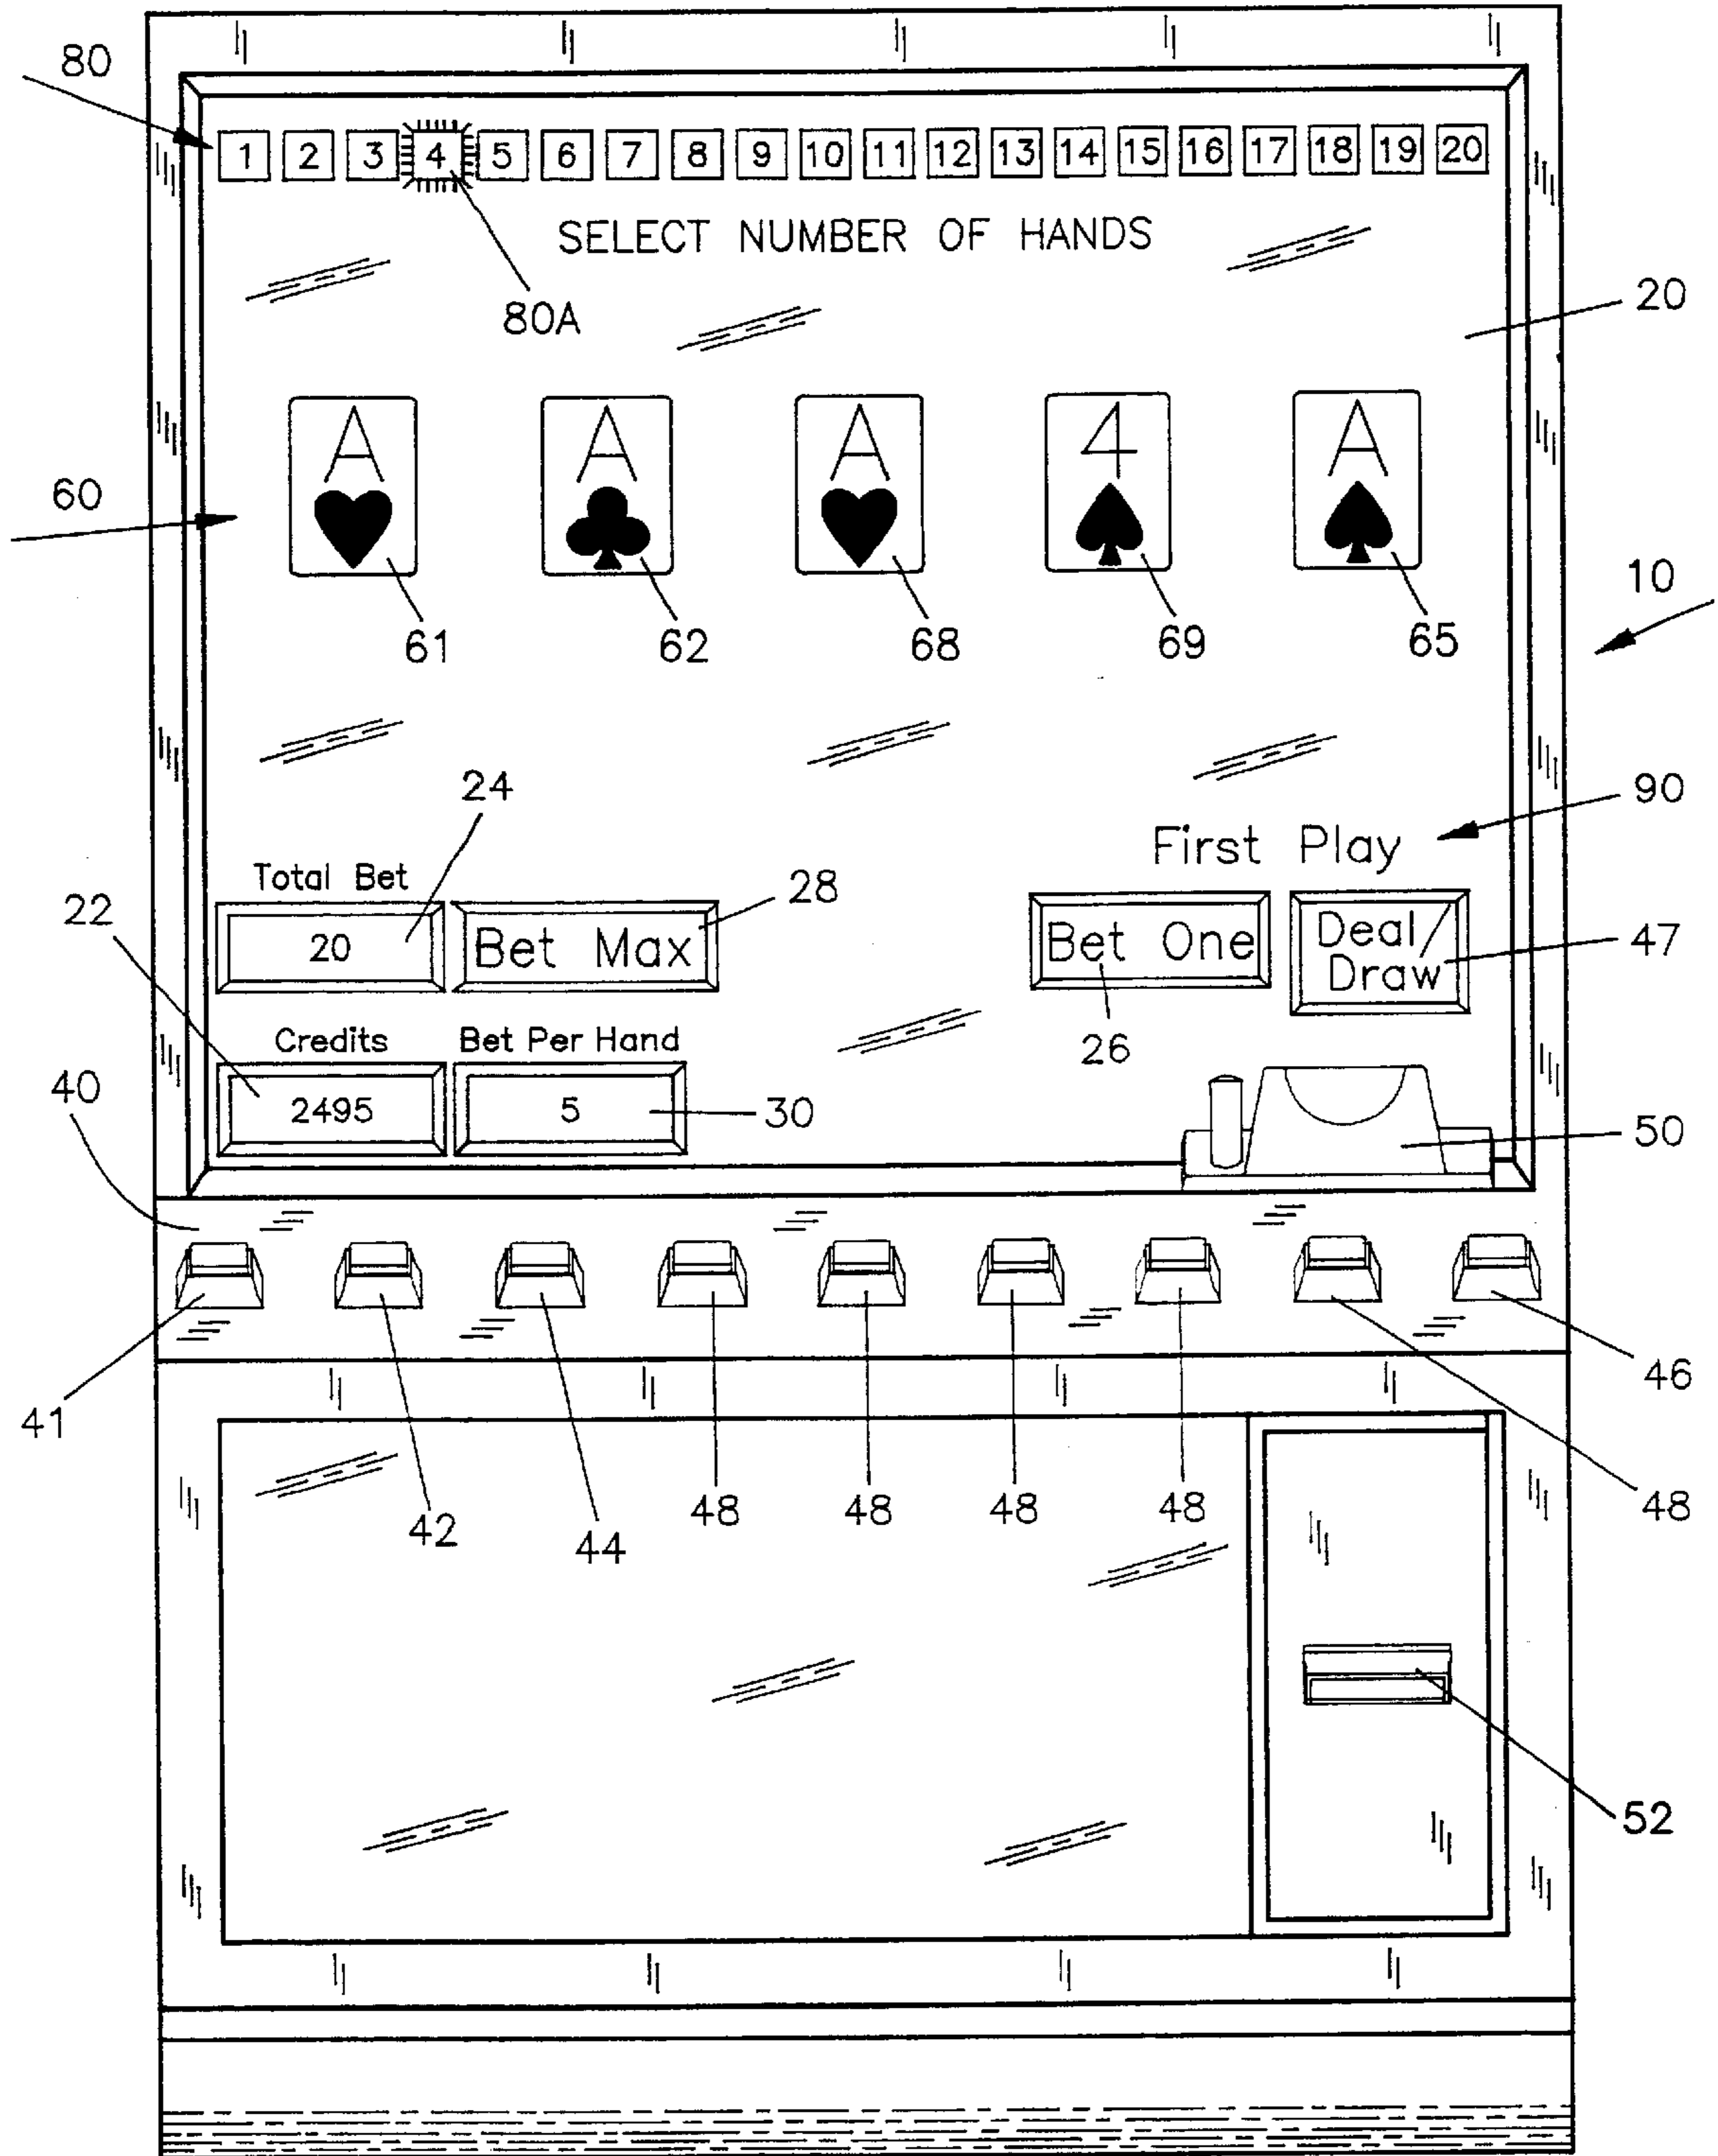 80
1 2 3 4 5 6 7 8 9 10 11 12 13 14 15 16 17 18 19 20
SELECT NUMBER OF HANDS
80A
20
A A A 4 A
60
10
61 62 68 69 65
24
90
First Play
Total Bet
28
22
20
Bet Max
Bet One
Deal/
Draw
47
Credits
Bet Per Hand
26
40
2495
5
30
50
41
46
42
44
48
48
48
48
48
52